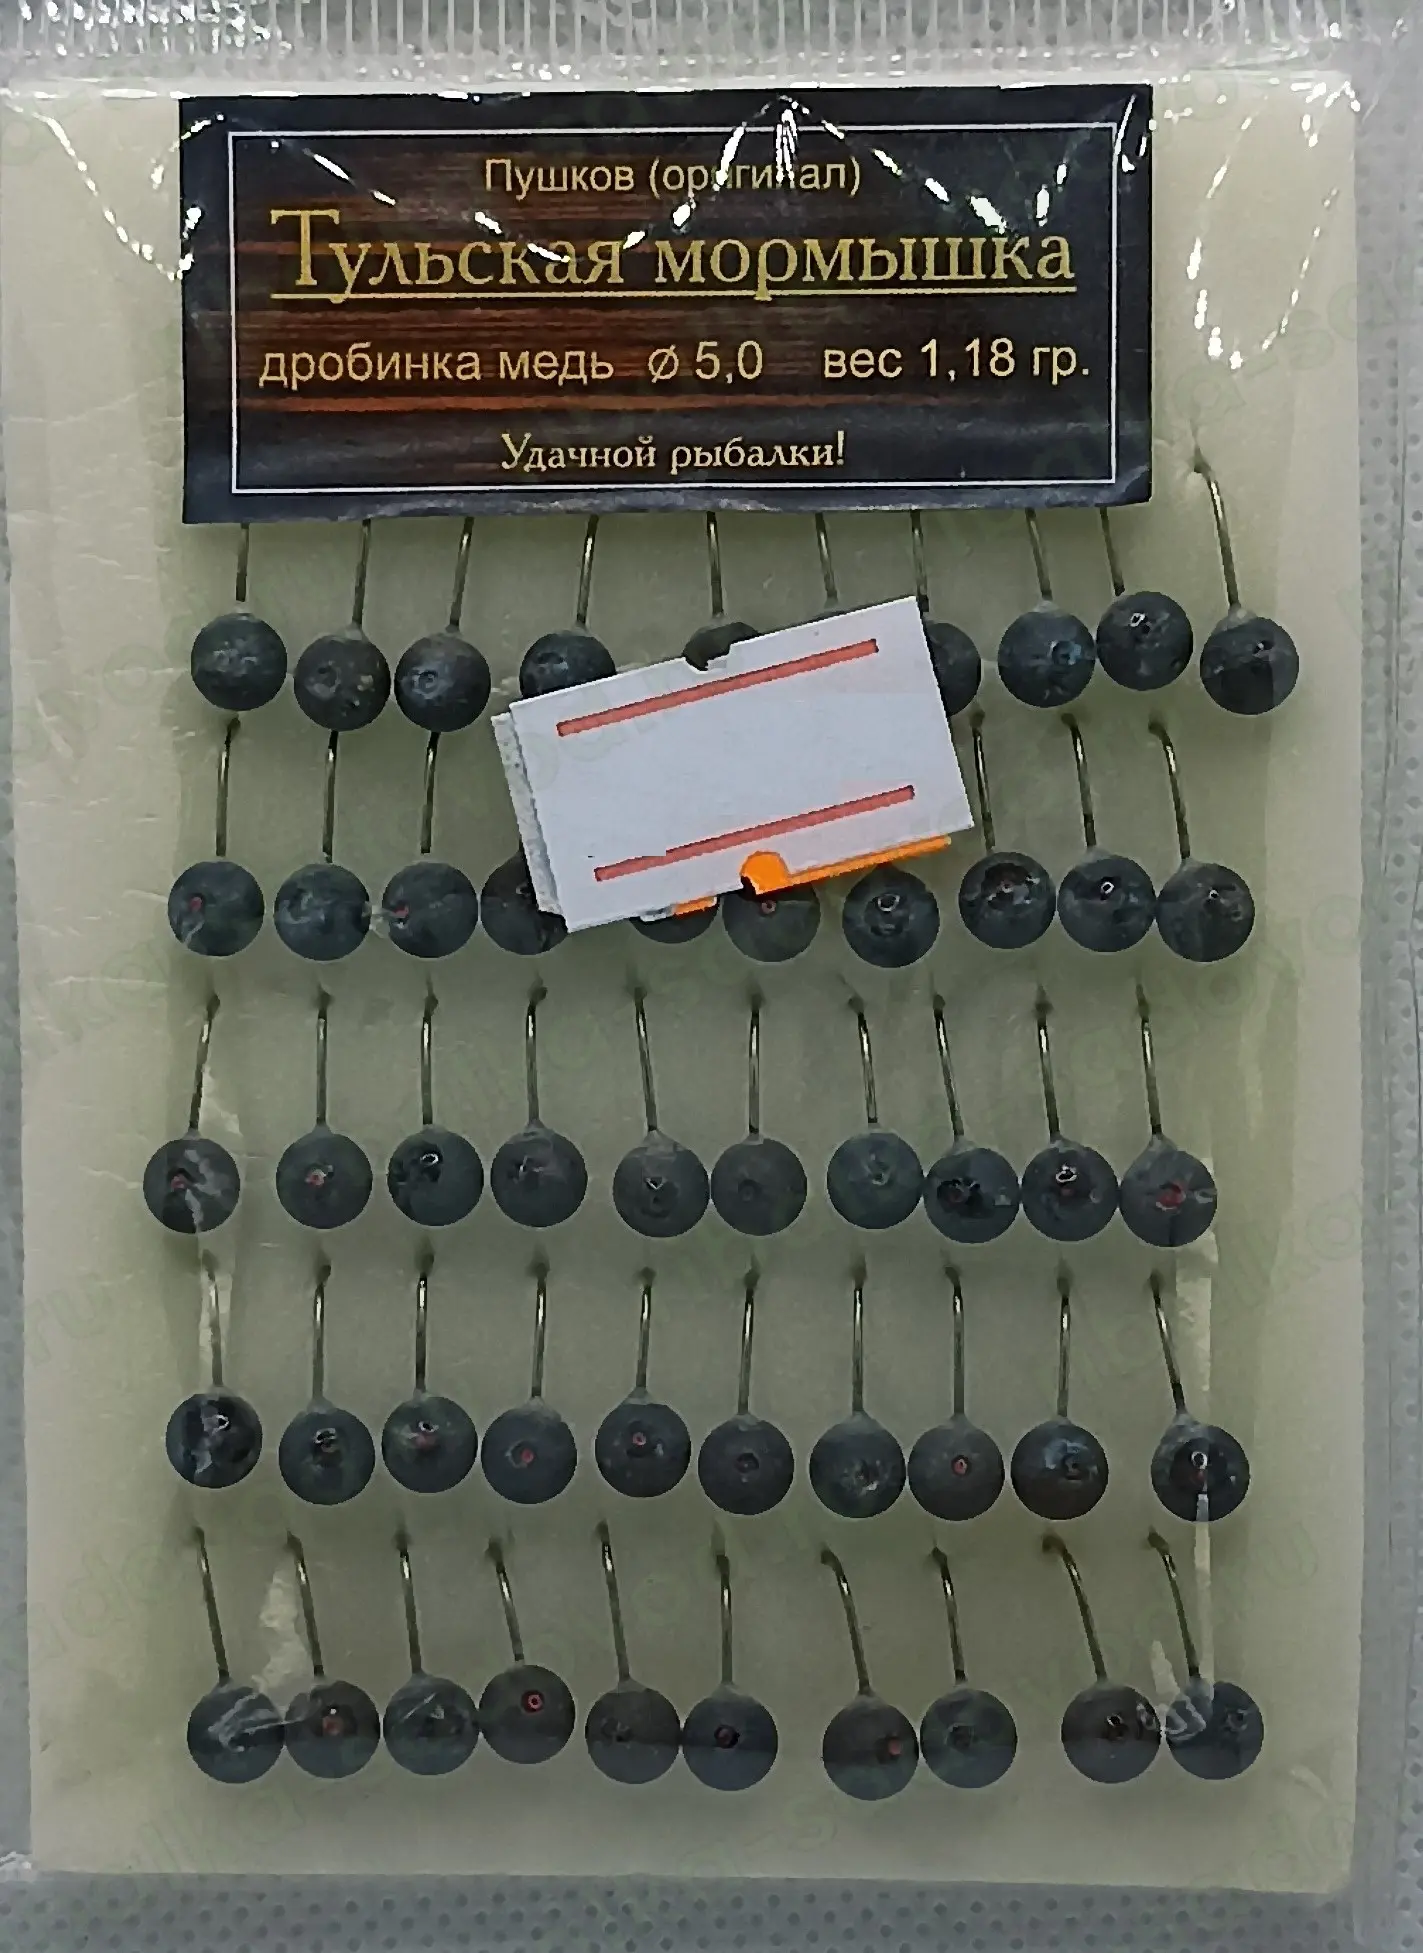 Пушков (оригинал)
Тульская мормышка
дробинка медь ⌀ 5,0 вес 1,18 гр.
Удачной рыбалки!